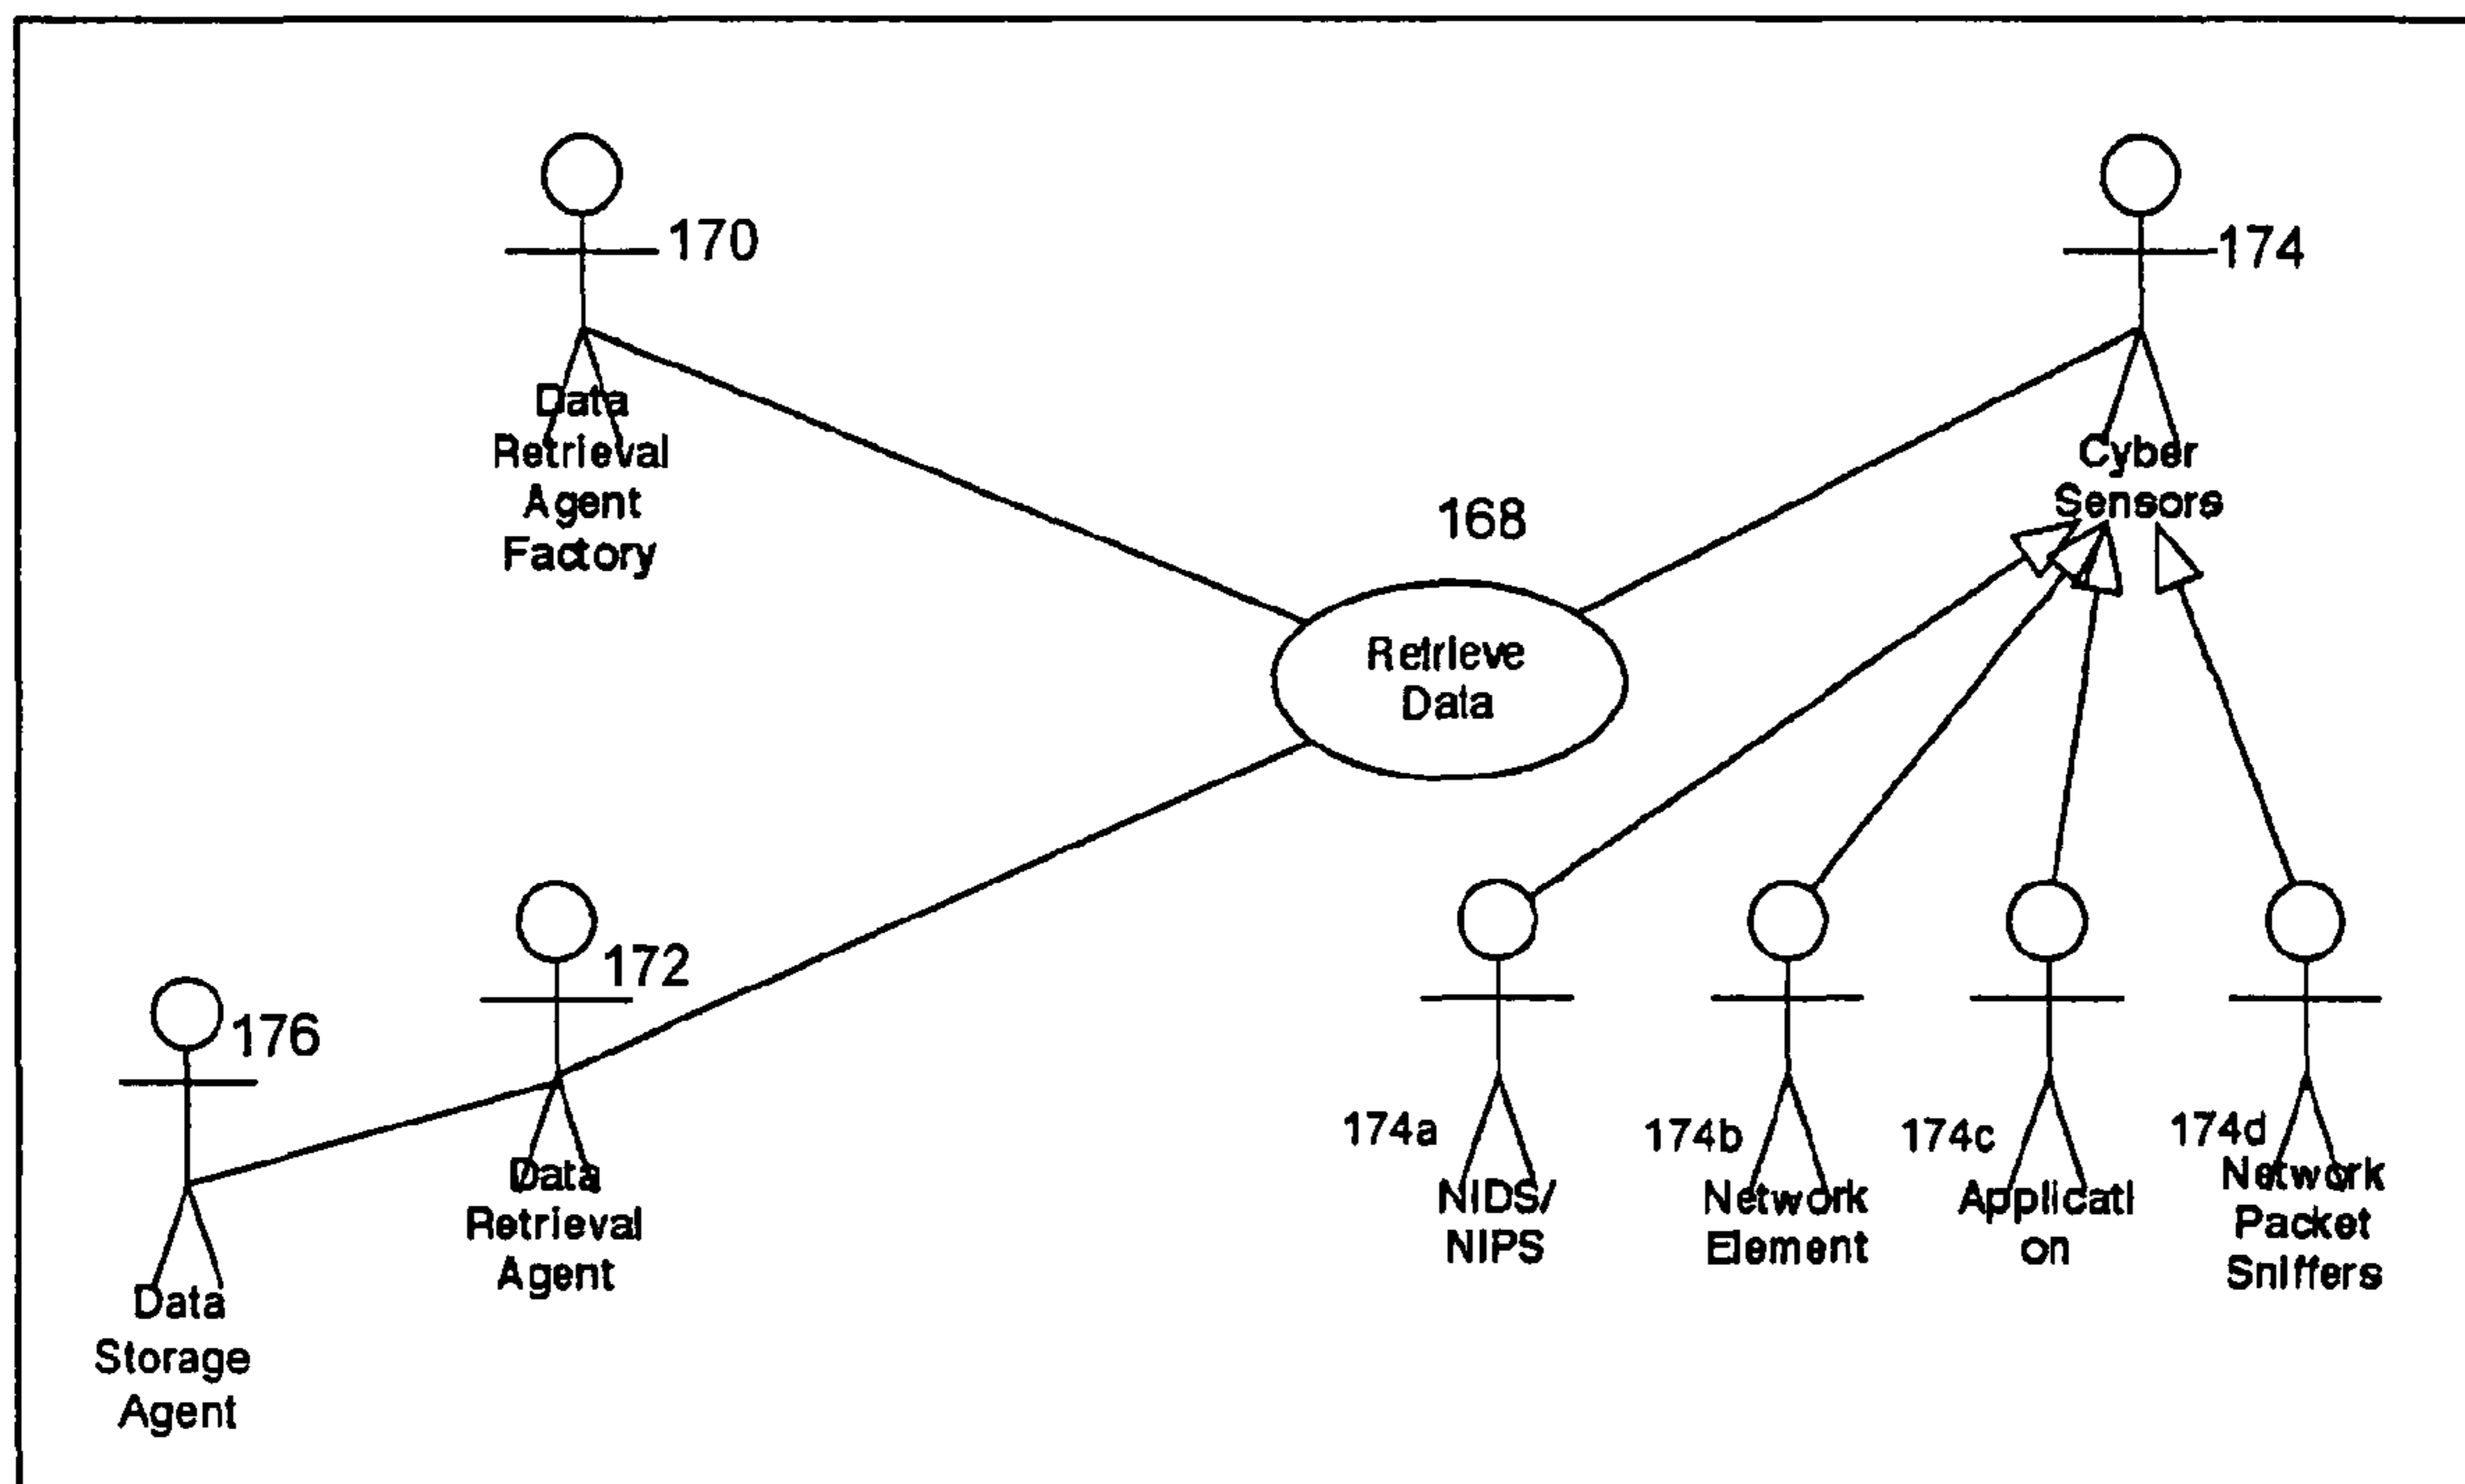 170
Data
Retrieval
Agent
Factory
174
Cyber
Sensors
168
Retrieve
Data
172
Data
Retrieval
Agent
176
Data
Storage
Agent
174a
NIDS/
NIPS
174b
Network
Element
174c
Applicati
on
174d
Network
Packet
Sniffers